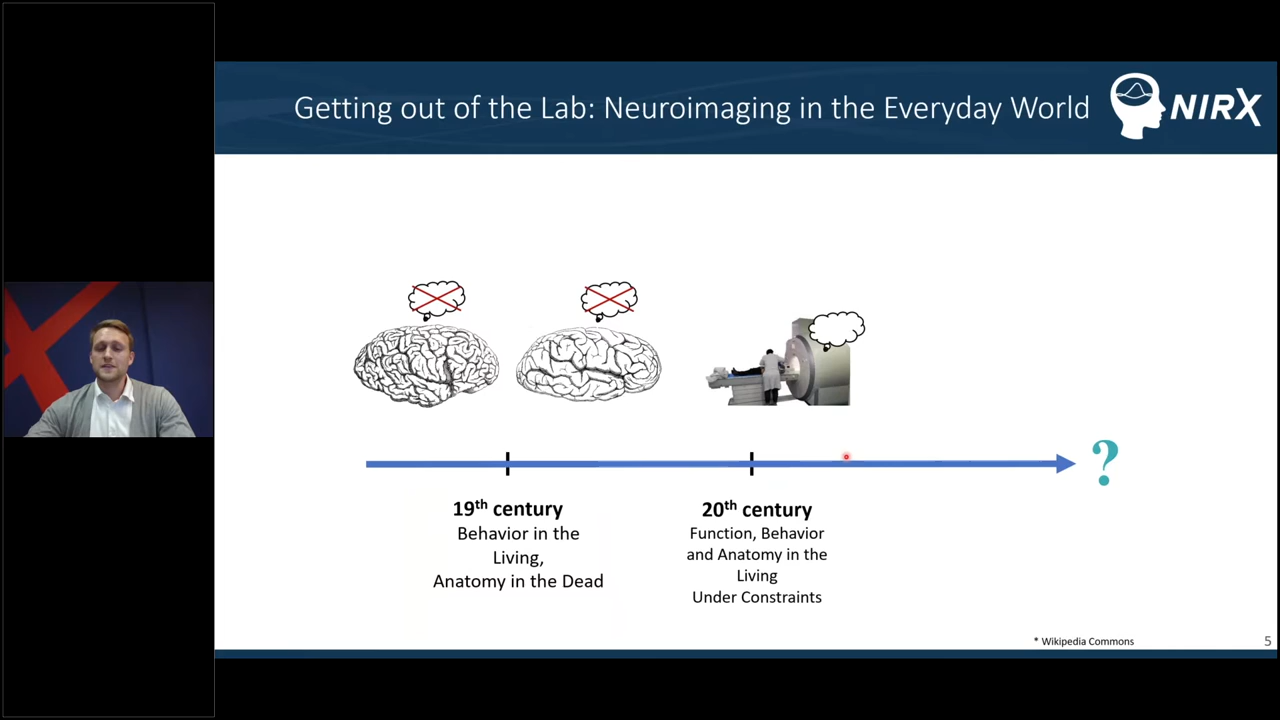 Getting out of the Lab: Neuroimaging in the Everyday World
NIRX
?
19th century
Behavior in the
Living,
Anatomy in the Dead
20th century
Function, Behavior
and Anatomy in the
Living
Under Constraints
* Wikipedia Commons
5